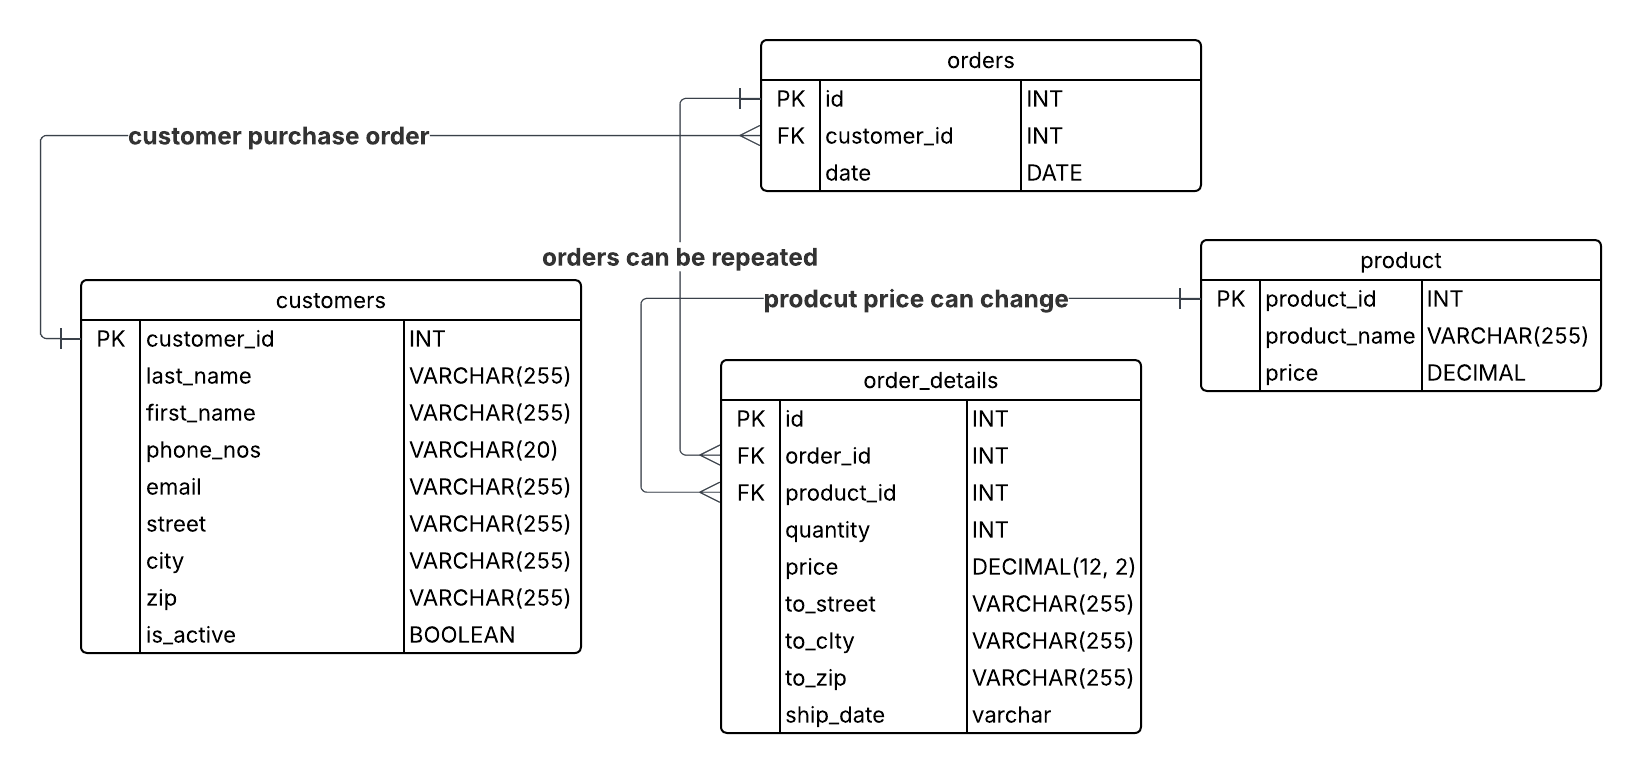 orders
PK id INT
FK customer_id INT
date DATE
customer purchase order
orders can be repeated
prodcut price can change
product
PK product_id INT
product_name VARCHAR(255)
price DECIMAL
customers
PK customer_id INT
last_name VARCHAR(255)
first_name VARCHAR(255)
phone_nos VARCHAR(20)
email VARCHAR(255)
street VARCHAR(255)
city VARCHAR(255)
zip VARCHAR(255)
is_active BOOLEAN
order_details
PK id INT
FK order_id INT
FK product_id INT
quantity INT
price DECIMAL(12, 2)
to_street VARCHAR(255)
to_clty VARCHAR(255)
to_zip VARCHAR(255)
ship_date varchar